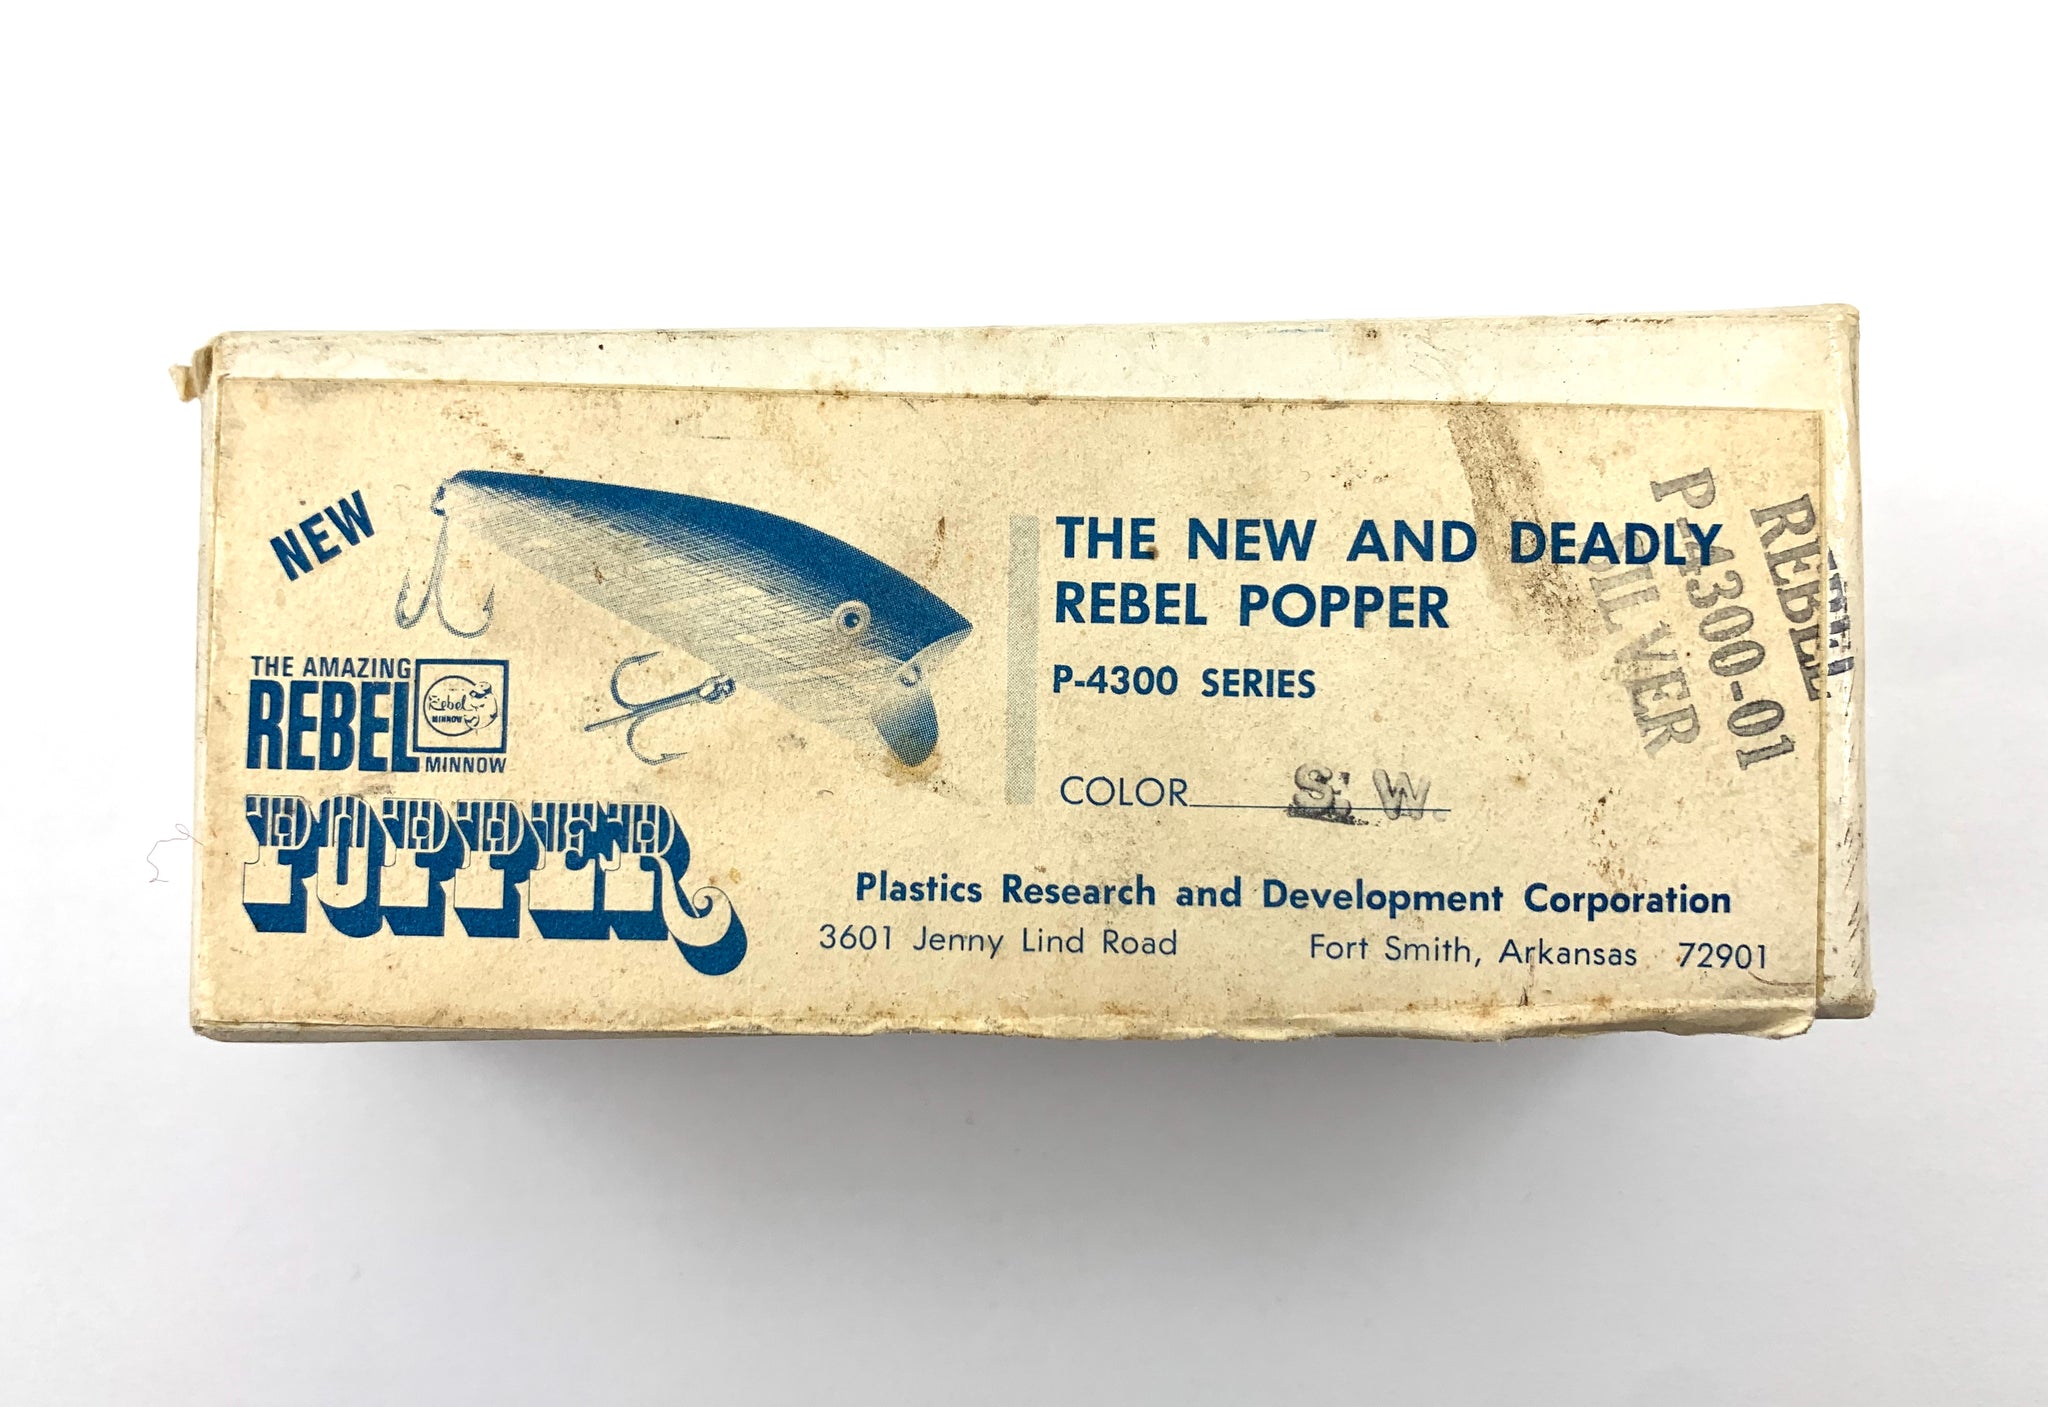 NEW
THE AMAZING
REBEL
Rebel
MINNOW
MINNOW
POPPER
THE NEW AND DEADLY
REBEL POPPER
P-4300 SERIES
COLOR S. W.
Plastics Research and Development Corporation
3601 Jenny Lind Road Fort Smith, Arkansas 72901
REBEL
P-4300-01
SILVER